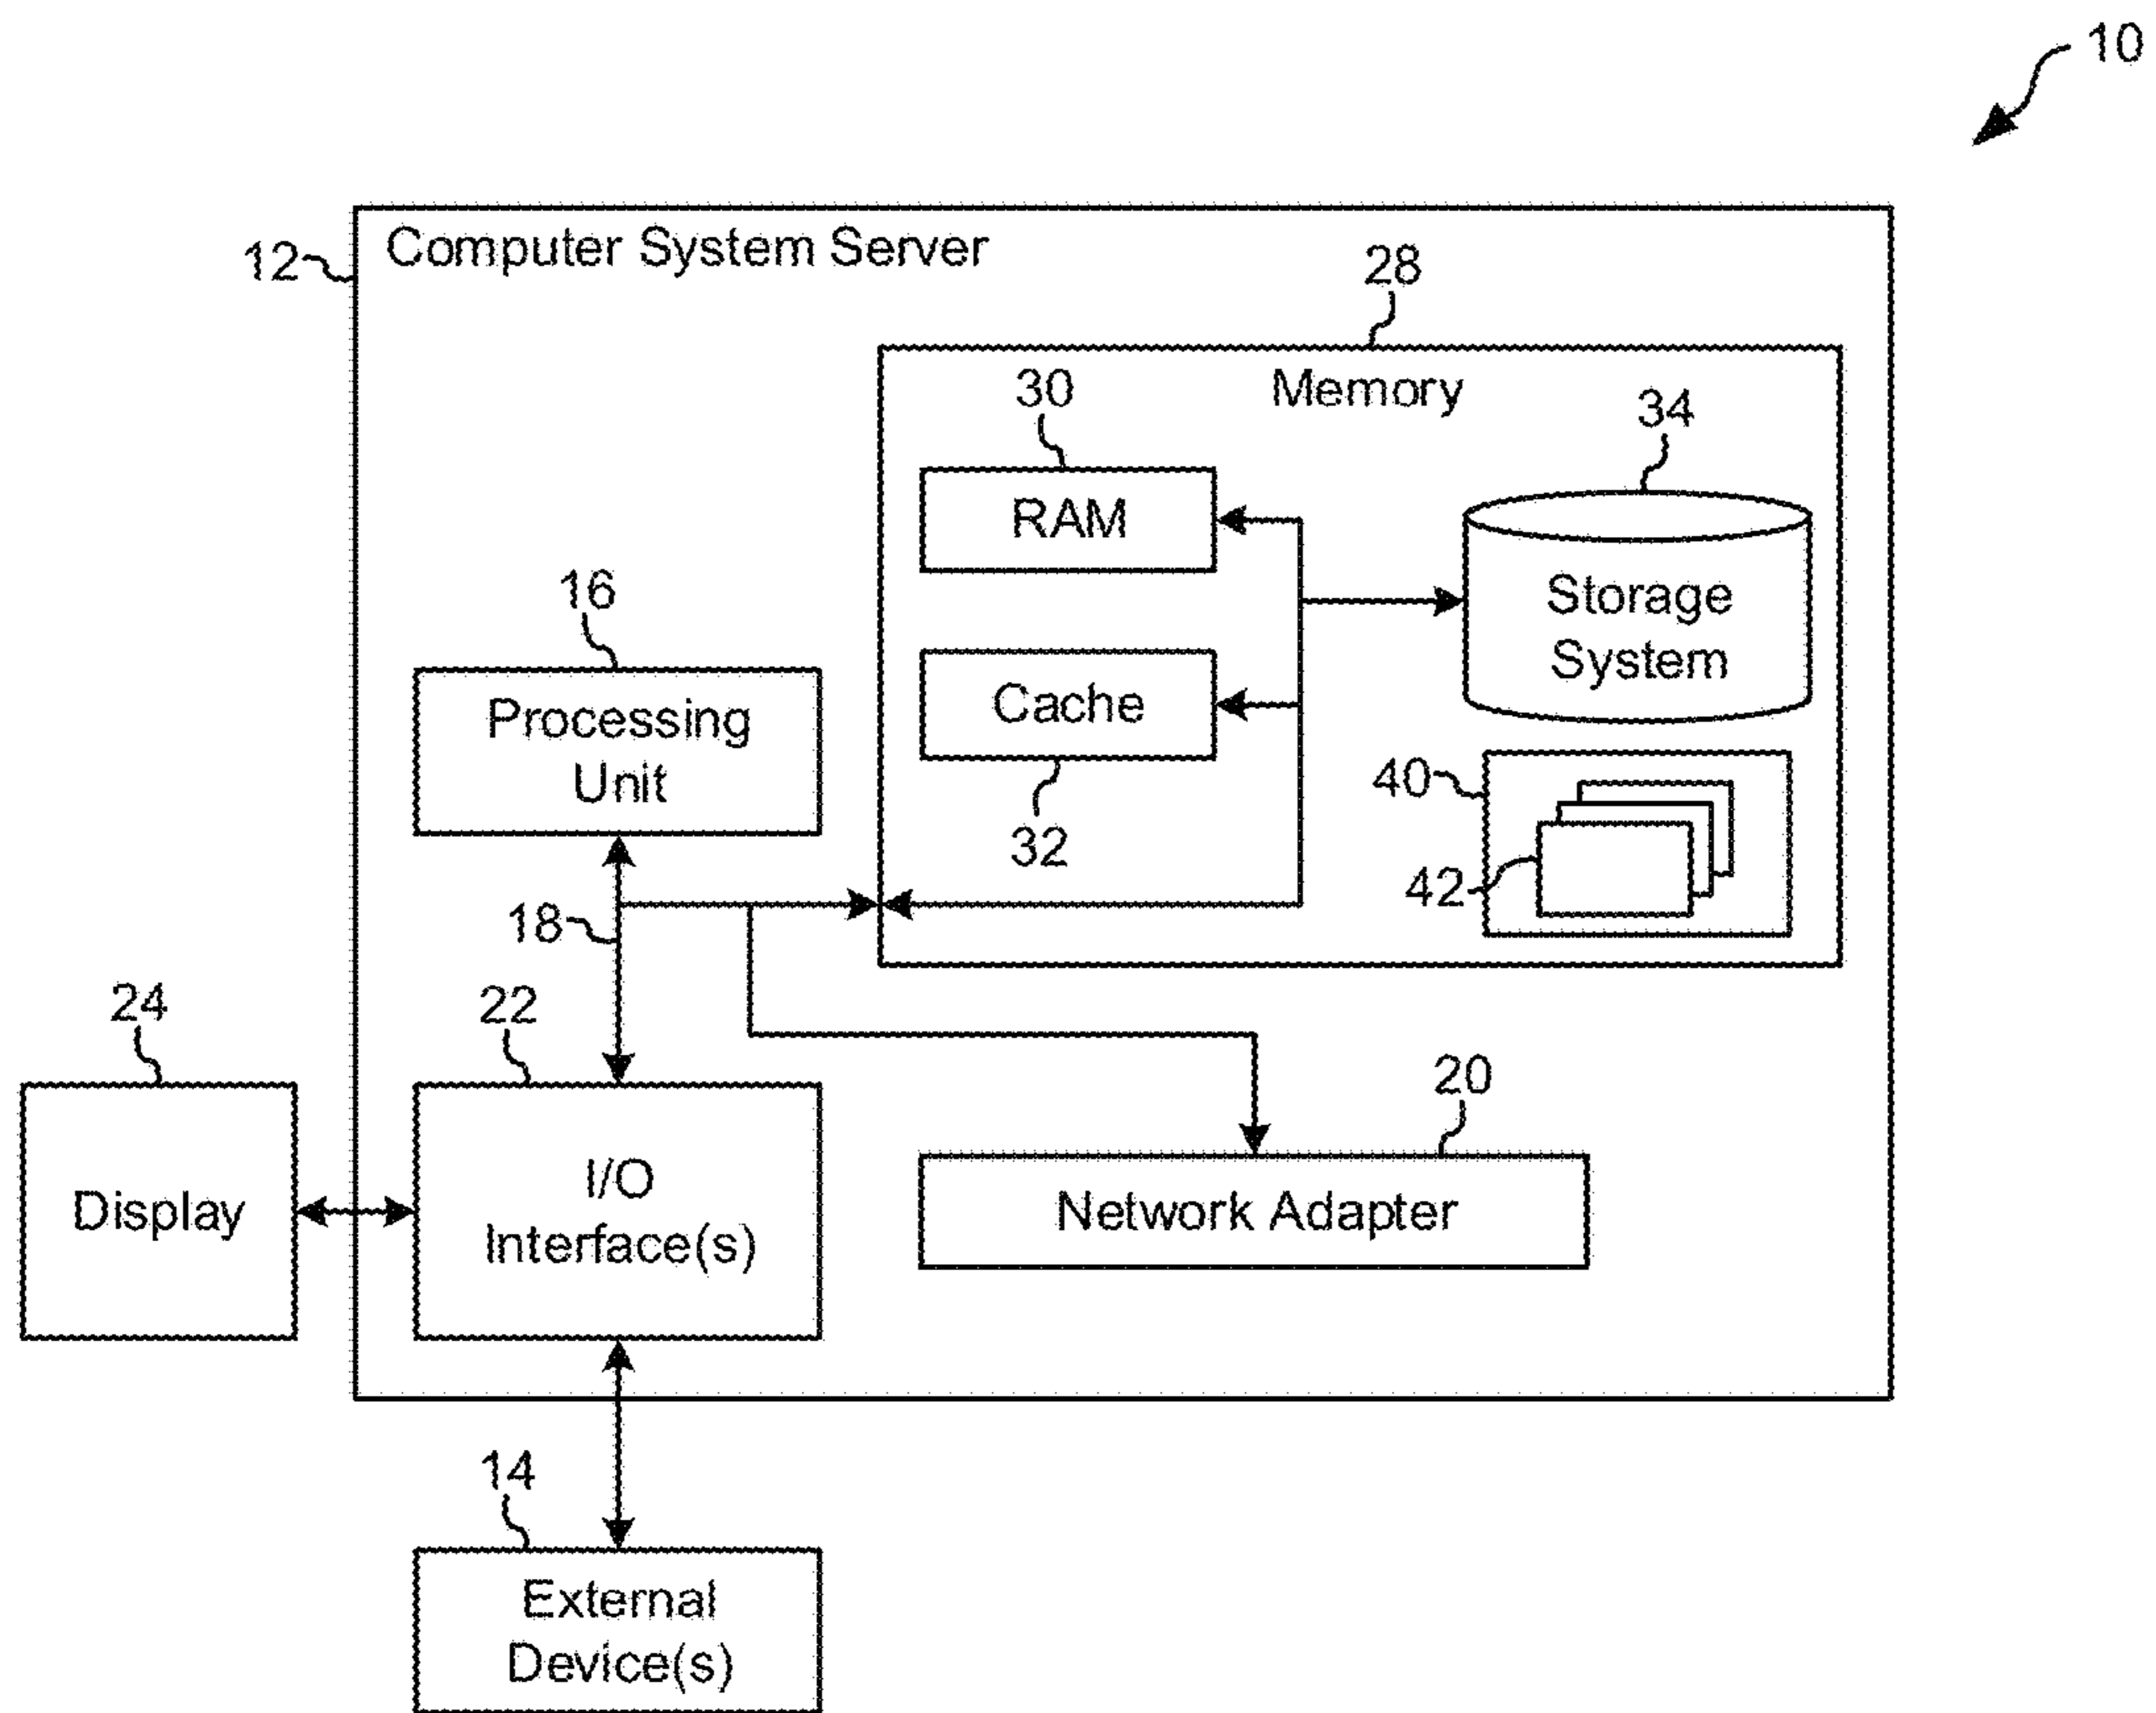 10
12
Computer System Server
28
Memory
30
34
RAM
Storage
System
16
Processing
Unit
Cache
32
40
42
18
24
22
20
Display
I/O
Interface(s)
Network Adapter
14
External
Device(s)